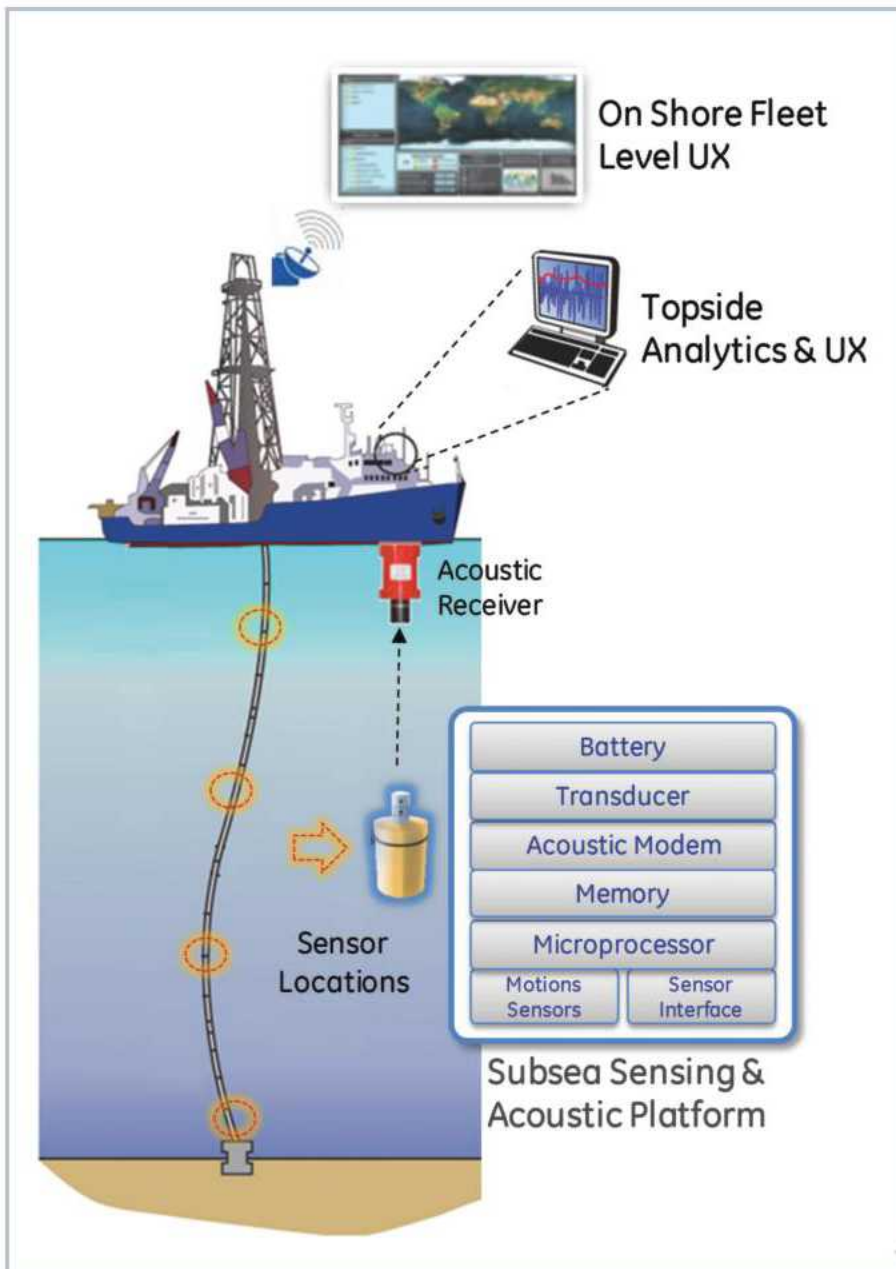 On Shore Fleet
Level UX
Topside
Analytics & UX
Acoustic
Receiver
Battery
Transducer
Acoustic Modem
Memory
Microprocessor
Motions
Sensors
Sensor
Interface
Sensor
Locations
Subsea Sensing &
Acoustic Platform